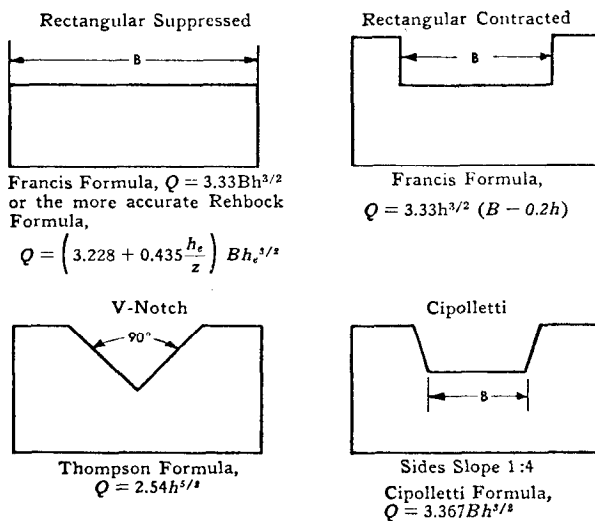 Rectangular Suppressed
B
Francis Formula, Q = 3.33Bh^{3/2}
or the more accurate Rehbock
Formula,
Q = (3.228 + 0.435 h_e/z) Bh_e^{3/2}
Rectangular Contracted
B
Francis Formula,
Q = 3.33h^{3/2} (B − 0.2h)
V-Notch
90°
Thompson Formula,
Q = 2.54h^{5/2}
Cipolletti
B
Sides Slope 1:4
Cipolletti Formula,
Q = 3.367Bh^{3/2}